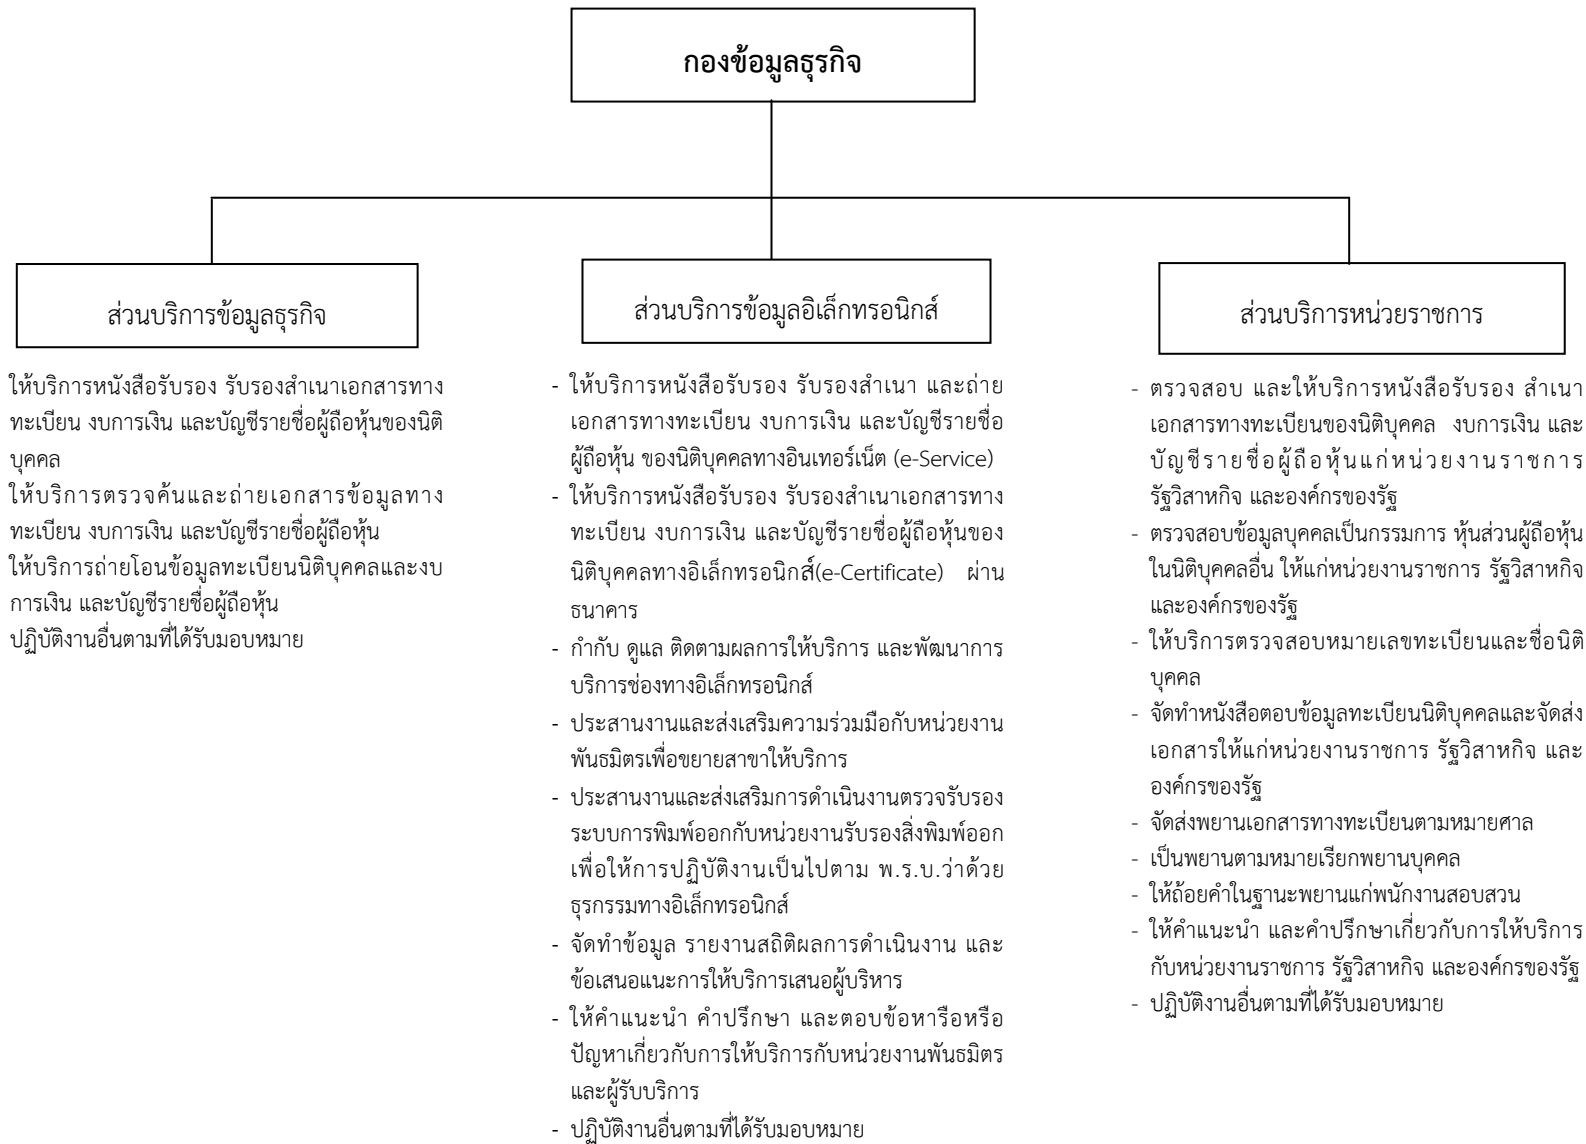 กองข้อมูลธุรกิจ
ส่วนบริการข้อมูลธุรกิจ
ให้บริการหนังสือรับรอง รับรองสำเนาเอกสารทาง
ทะเบียน งบการเงิน และบัญชีรายชื่อผู้ถือหุ้นของนิติ
บุคคล
ให้บริการตรวจค้นและถ่ายเอกสารข้อมูลทาง
ทะเบียน งบการเงิน และบัญชีรายชื่อผู้ถือหุ้น
ให้บริการถ่ายโอนข้อมูลทะเบียนนิติบุคคลและงบ
การเงิน และบัญชีรายชื่อผู้ถือหุ้น
ปฏิบัติงานอื่นตามที่ได้รับมอบหมาย
ส่วนบริการข้อมูลอิเล็กทรอนิกส์
- ให้บริการหนังสือรับรอง รับรองสำเนา และถ่าย
เอกสารทางทะเบียน งบการเงิน และบัญชีรายชื่อ
ผู้ถือหุ้น ของนิติบุคคลทางอินเทอร์เน็ต (e-Service)
- ให้บริการหนังสือรับรอง รับรองสำเนาเอกสารทาง
ทะเบียน งบการเงิน และบัญชีรายชื่อผู้ถือหุ้นของ
นิติบุคคลทางอิเล็กทรอนิกส์(e-Certificate) ผ่าน
ธนาคาร
- กำกับ ดูแล ติดตามผลการให้บริการ และพัฒนาการ
บริการช่องทางอิเล็กทรอนิกส์
- ประสานงานและส่งเสริมความร่วมมือกับหน่วยงาน
พันธมิตรเพื่อขยายสาขาให้บริการ
- ประสานงานและส่งเสริมการดำเนินงานตรวจรับรอง
ระบบการพิมพ์ออกกับหน่วยงานรับรองสิ่งพิมพ์ออก
เพื่อให้การปฏิบัติงานเป็นไปตาม พ.ร.บ.ว่าด้วย
ธุรกรรมทางอิเล็กทรอนิกส์
- จัดทำข้อมูล รายงานสถิติผลการดำเนินงาน และ
ข้อเสนอแนะการให้บริการเสนอผู้บริหาร
- ให้คำแนะนำ คำปรึกษา และตอบข้อหารือหรือ
ปัญหาเกี่ยวกับการให้บริการกับหน่วยงานพันธมิตร
และผู้รับบริการ
- ปฏิบัติงานอื่นตามที่ได้รับมอบหมาย
ส่วนบริการหน่วยราชการ
- ตรวจสอบ และให้บริการหนังสือรับรอง สำเนา
เอกสารทางทะเบียนของนิติบุคคล งบการเงิน และ
บัญชีรายชื่อผู้ถือหุ้นแก่หน่วยงานราชการ
รัฐวิสาหกิจ และองค์กรของรัฐ
- ตรวจสอบข้อมูลบุคคลเป็นกรรมการ หุ้นส่วนผู้ถือหุ้น
ในนิติบุคคลอื่น ให้แก่หน่วยงานราชการ รัฐวิสาหกิจ
และองค์กรของรัฐ
- ให้บริการตรวจสอบหมายเลขทะเบียนและชื่อนิติ
บุคคล
- จัดทำหนังสือตอบข้อมูลทะเบียนนิติบุคคลและจัดส่ง
เอกสารให้แก่หน่วยงานราชการ รัฐวิสาหกิจ และ
องค์กรของรัฐ
- จัดส่งพยานเอกสารทางทะเบียนตามหมายศาล
- เป็นพยานตามหมายเรียกพยานบุคคล
- ให้ถ้อยคำในฐานะพยานแก่พนักงานสอบสวน
- ให้คำแนะนำ และคำปรึกษาเกี่ยวกับการให้บริการ
กับหน่วยงานราชการ รัฐวิสาหกิจ และองค์กรของรัฐ
- ปฏิบัติงานอื่นตามที่ได้รับมอบหมาย